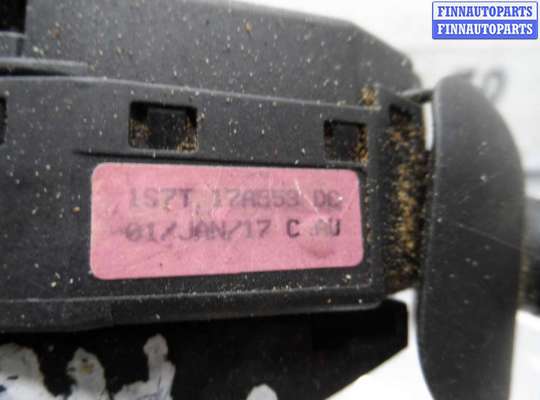 FINNAUTOPARTS
FINNAUTOPARTS
1S7T 17A553 DC
01/JAN/17 C AU